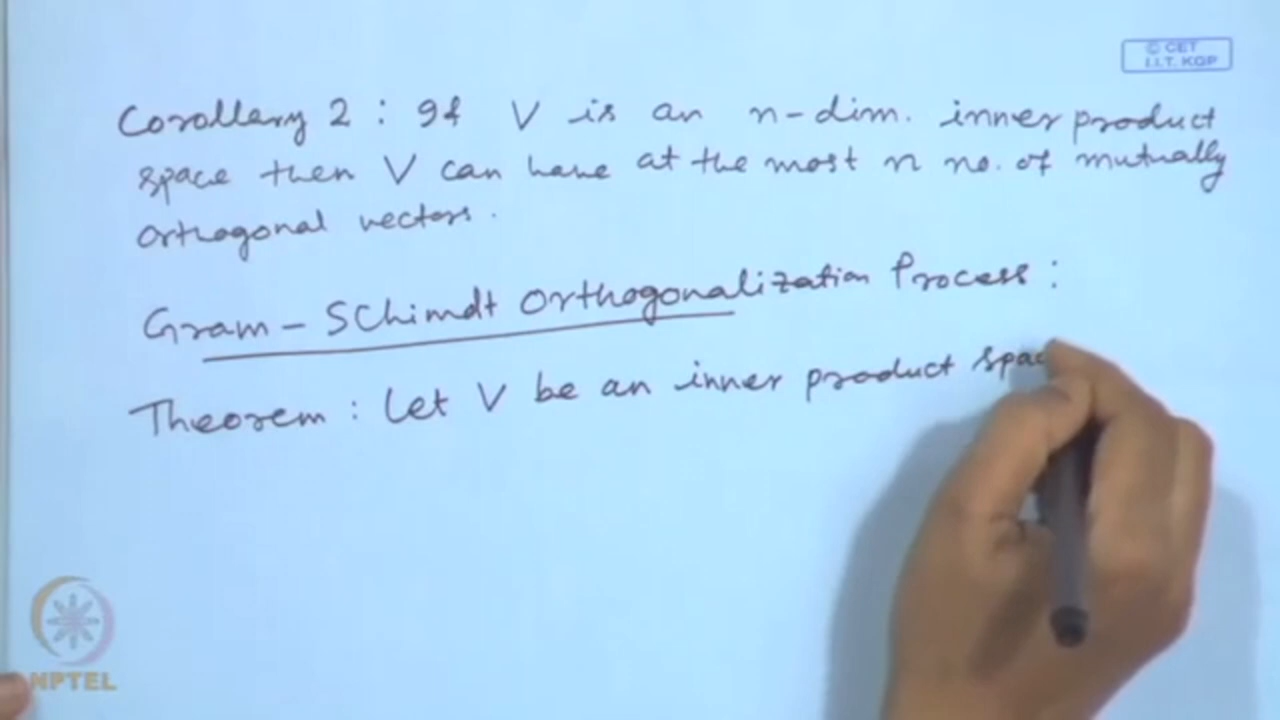 © CET
I.I.T. KGP
Corollary 2 : If V is an n-dim. inner product
space then V can have at the most n no. of mutually
orthogonal vectors.
Gram - SChimdt Orthogonalization Process :
Theorem : Let V be an inner product spac
NPTEL